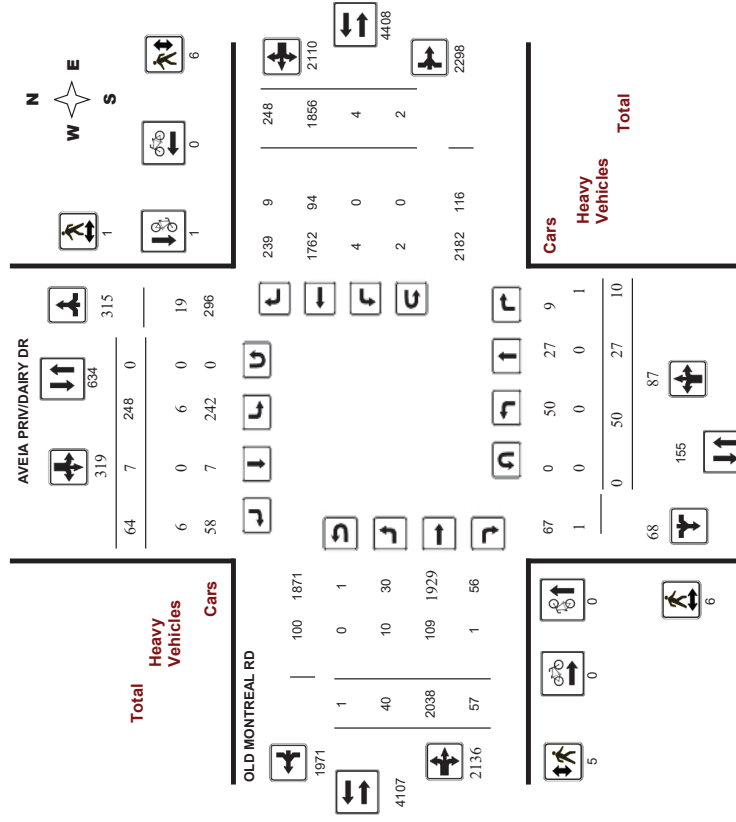 N
W E
S
6
0
1
1
AVEIA PRIV/DAIRY DR
319
634
315
64 7 248 0
6 0 6 0 19
58 7 242 0 296
Total
Heavy
Vehicles
Cars
OLD MONTREAL RD
1971
100 1871
1 0 1
40 10 30
2038 109 1929
57 1 56
4107
2136
2110
4408
2298
239 9 248
1762 94 1856
4 0 4
2 0 2
2182 116
Cars
Heavy
Vehicles
Total
67 0 50 27 9
1 0 0 0 1
0 50 27 10
68
155
87
5
0
0
6